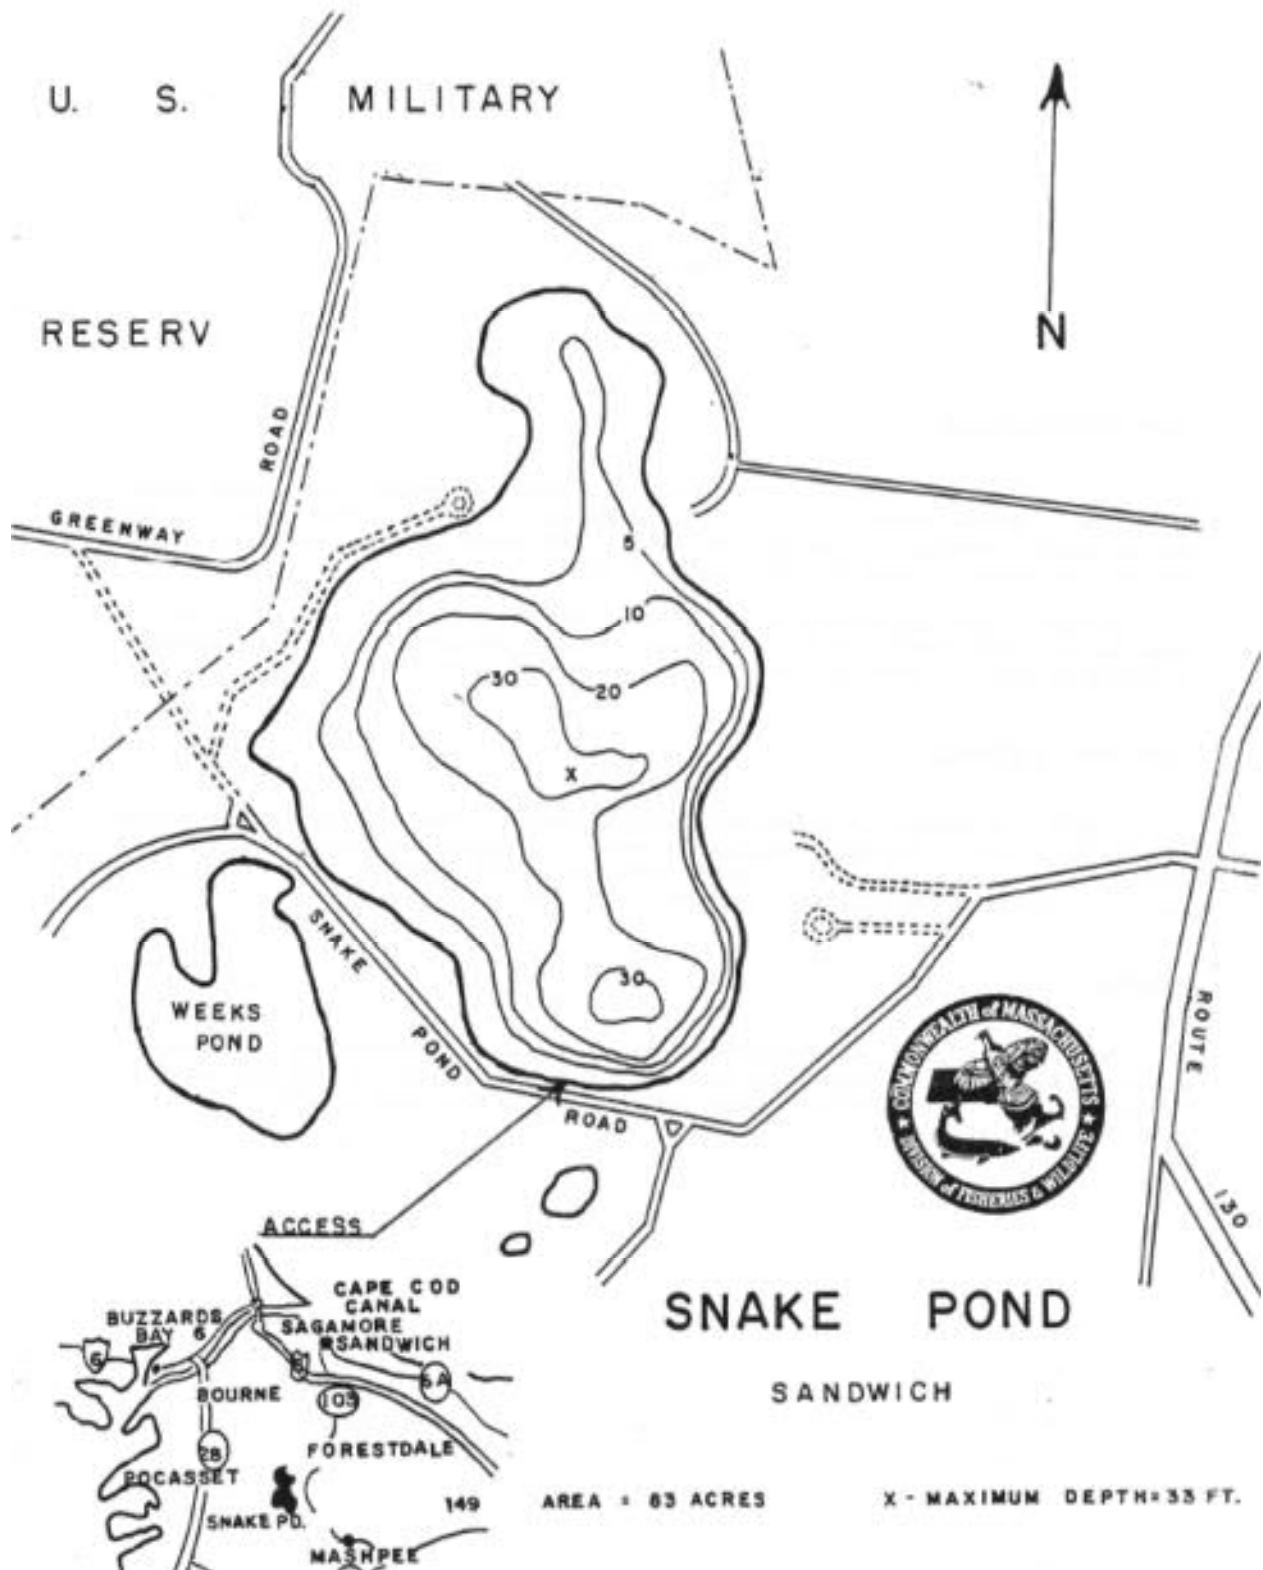 U. S. MILITARY
RESERV
N
ROAD
GREENWAY
5
10
30
20
X
SNAKE POND ROAD
30
WEEKS
POND
ROUTE 130
COMMONWEALTH of MASSACHUSETTS
DIVISION of FISHERIES & WILDLIFE
ACCESS
SNAKE POND
SANDWICH
AREA = 83 ACRES
X - MAXIMUM DEPTH = 33 FT.
CAPE COD
CANAL
BUZZARDS
BAY 6
SAGAMORE
SANDWICH
6
6A
BOURNE
FORESTDALE
28
POCASSET
149
SNAKE PD.
MASHPEE